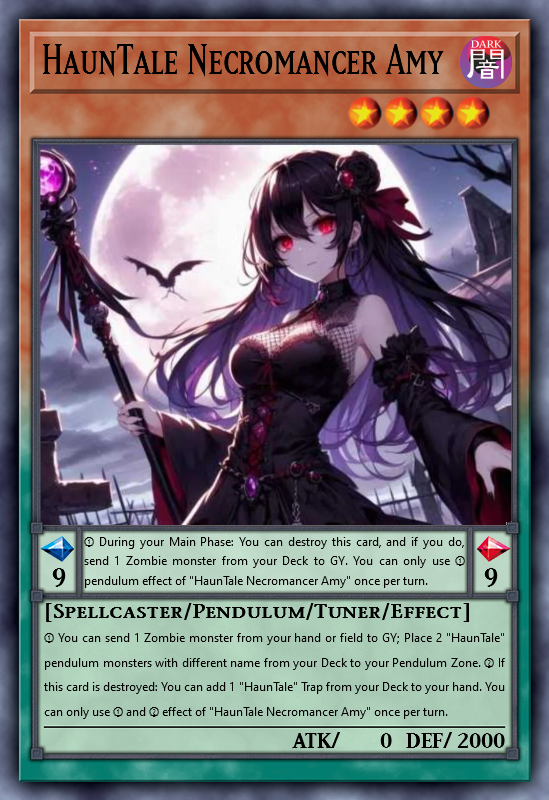 HaunTale Necromancer Amy
DARK
闇
① During your Main Phase: You can destroy this card, and if you do,
send 1 Zombie monster from your Deck to GY. You can only use ①
pendulum effect of "HaunTale Necromancer Amy" once per turn.
9
9
[Spellcaster/Pendulum/Tuner/Effect]
① You can send 1 Zombie monster from your hand or field to GY; Place 2 "HaunTale"
pendulum monsters with different name from your Deck to your Pendulum Zone. ② If
this card is destroyed: You can add 1 "HaunTale" Trap from your Deck to your hand. You
can only use ① and ② effect of "HaunTale Necromancer Amy" once per turn.
ATK/ 0 DEF/ 2000